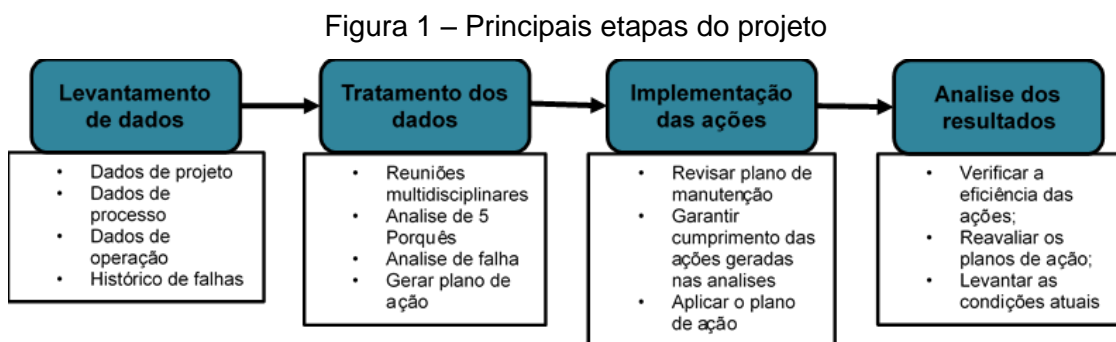 Figura 1 – Principais etapas do projeto
Levantamento
de dados
• Dados de projeto
• Dados de
processo
• Dados de
operação
• Histórico de falhas
Tratamento dos
dados
• Reuniões
multidisciplinares
• Analise de 5
Porquês
• Analise de falha
• Gerar plano de
ação
Implementação
das ações
• Revisar plano de
manutenção
• Garantir
cumprimento das
ações geradas
nas analises
• Aplicar o plano
de ação
Analise dos
resultados
• Verificar a
eficiência das
ações;
• Reavaliar os
planos de ação;
• Levantar as
condições atuais